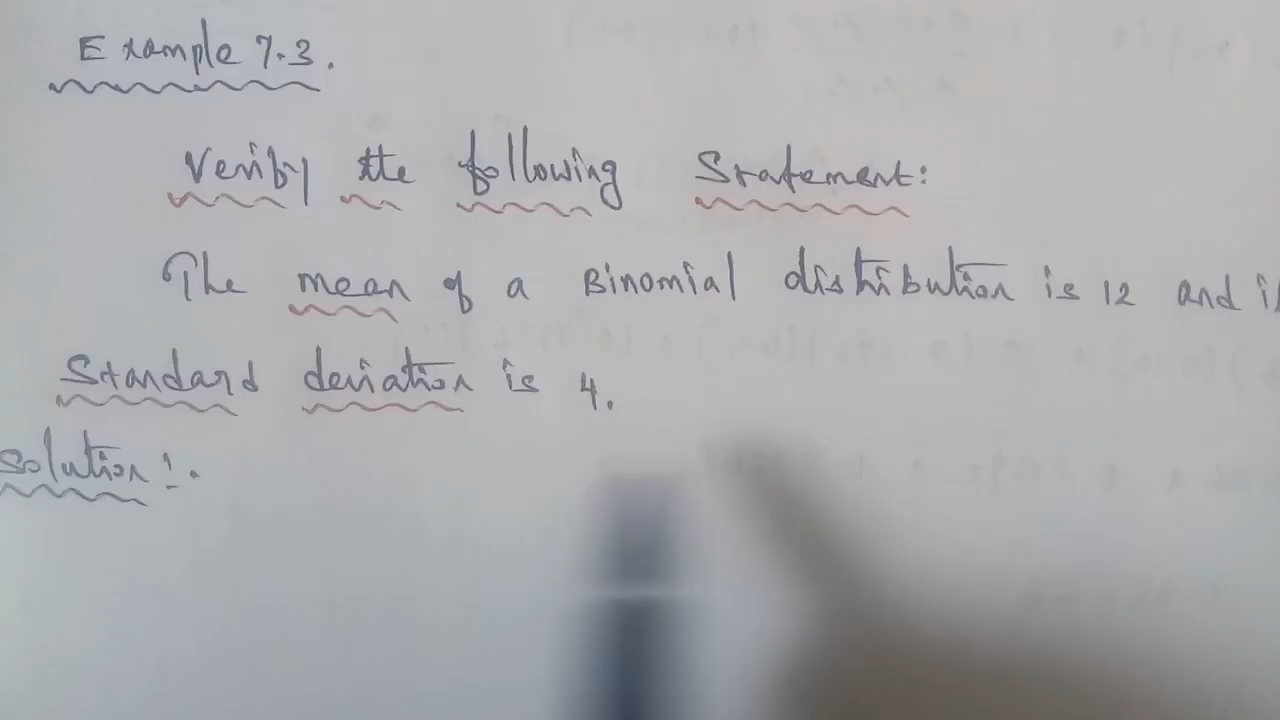 Example 7.3.
Verify the following Statement:
The mean of a Binomial distribution is 12 and
Standard deviation is 4.
Solution:.